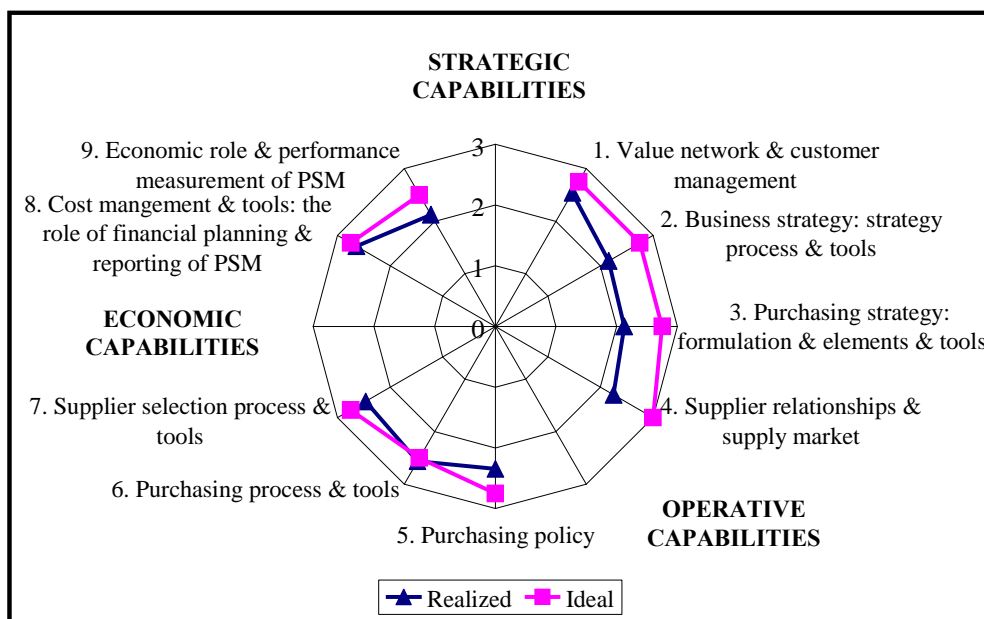 STRATEGIC
CAPABILITIES
9. Economic role & performance
measurement of PSM
8. Cost mangement & tools: the
role of financial planning &
reporting of PSM
ECONOMIC
CAPABILITIES
7. Supplier selection process &
tools
6. Purchasing process & tools
3
2
1
0
1. Value network & customer
management
2. Business strategy: strategy
process & tools
3. Purchasing strategy:
formulation & elements & tools
4. Supplier relationships &
supply market
OPERATIVE
CAPABILITIES
5. Purchasing policy
Realized
Ideal